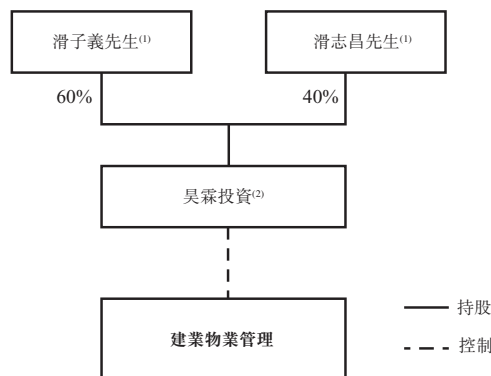 滑子義先生(1)
滑志昌先生(1)
60%
40%
昊霖投資(2)
建業物業管理
持股
控制